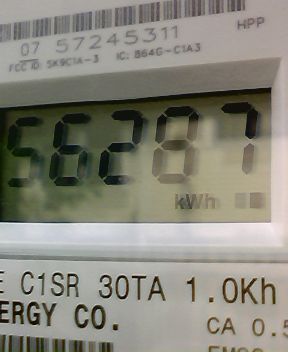 HPP
07 57245311
FCC ID: SK9C1A-3 IC: 864G-C1A3
56287
kWh
E C1SR 30TA 1.0Kh
ERGY CO.
CA 0.5